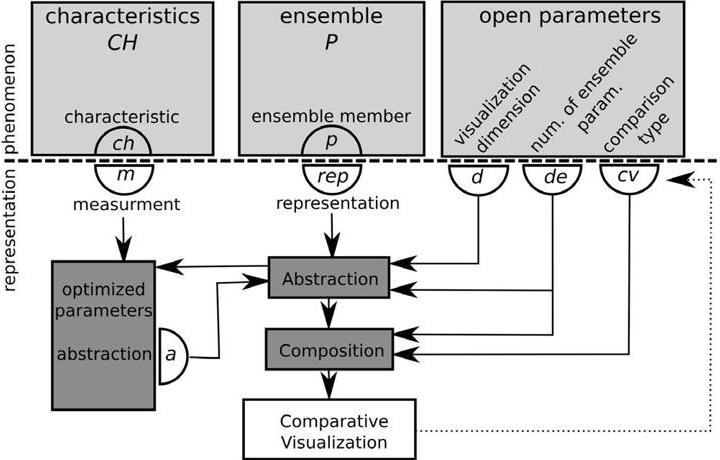 characteristics
CH
characteristic
ch
ensemble
P
ensemble member
p
open parameters
visualization
dimension
num. of ensemble
param.
comparison
type
phenomenon
representation
m
measurment
rep
representation
d
de
cv
optimized
parameters
abstraction
a
Abstraction
Composition
Comparative
Visualization